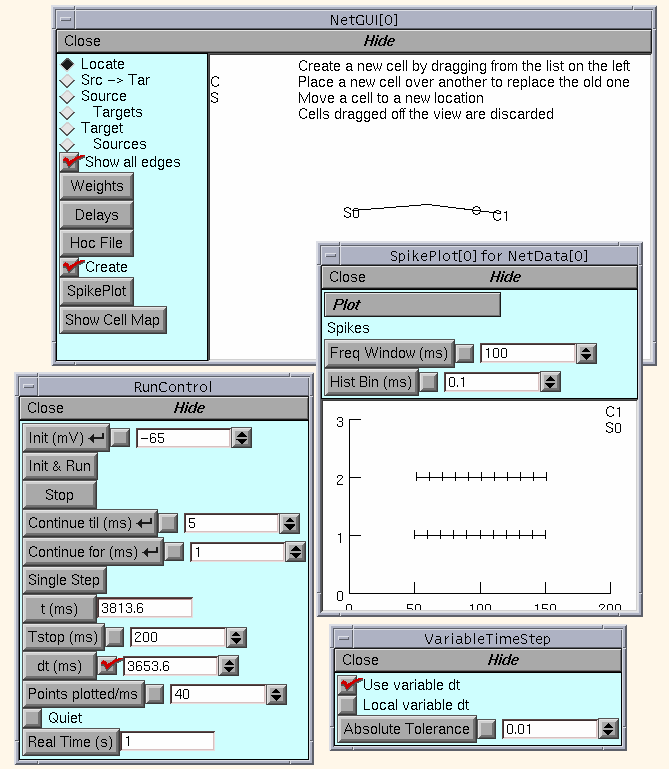 NetGUI[0]
Close Hide
Locate
Src -> Tar
Source
Targets
Target
Sources
Show all edges
Weights
Delays
Hoc File
Create
SpikePlot
Show Cell Map
C
S
Create a new cell by dragging from the list on the left
Place a new cell over another to replace the old one
Move a cell to a new location
Cells dragged off the view are discarded
S0
C1
SpikePlot[0] for NetData[0]
Close Hide
Plot
Spikes
Freq Window (ms) 100
Hist Bin (ms) 0.1
C1
S0
3
2
1
0
0 50 100 150 200
RunControl
Close Hide
Init (mV) -65
Init & Run
Stop
Continue til (ms) 5
Continue for (ms) 1
Single Step
t (ms) 3813.6
Tstop (ms) 200
dt (ms) 3653.6
Points plotted/ms 40
Quiet
Real Time (s) 1
VariableTimeStep
Close Hide
Use variable dt
Local variable dt
Absolute Tolerance 0.01